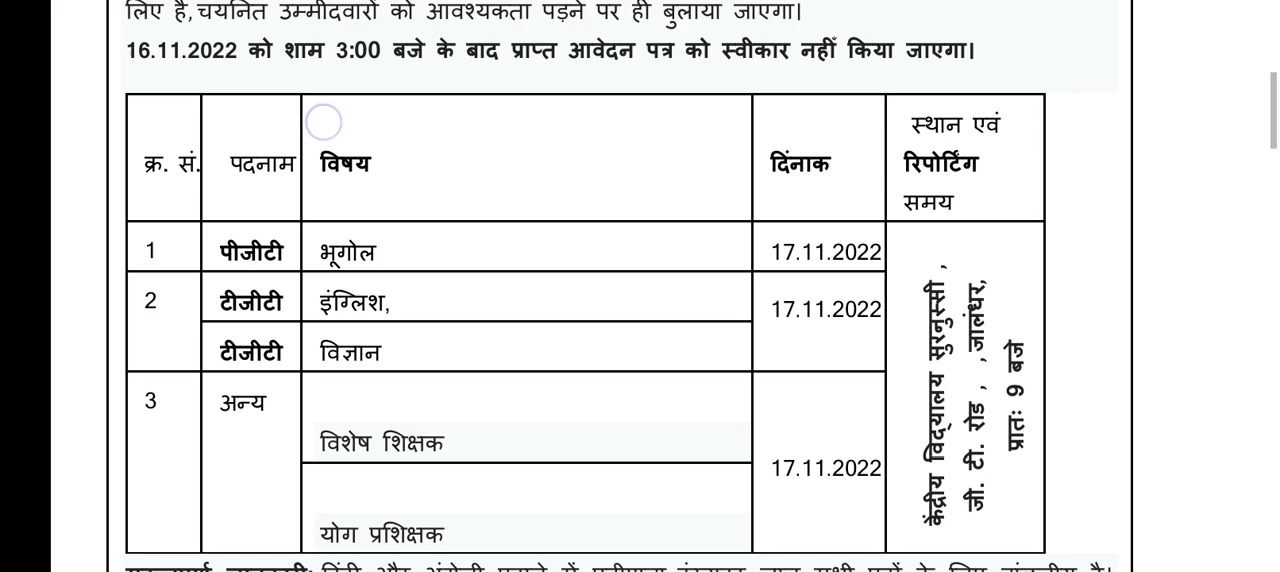 लिए है, चयनित उम्मीदवारों को आवश्यकता पड़ने पर ही बुलाया जाएगा।
16.11.2022 को शाम 3:00 बजे के बाद प्राप्त आवेदन पत्र को स्वीकार नहीं किया जाएगा।
क्र. सं. पदनाम विषय दिंनाक स्थान एवं
रिपोर्टिंग
समय
1 पीजीटी भूगोल 17.11.2022
2 टीजीटी इंग्लिश, 17.11.2022
टीजीटी विज्ञान
3 अन्य
विशेष शिक्षक
17.11.2022
योग प्रशिक्षक
केंद्रीय विद्यालय सुरनुस्सी ,
जी. टी. रोड , , जालंधर,
प्रातः 9 बजे